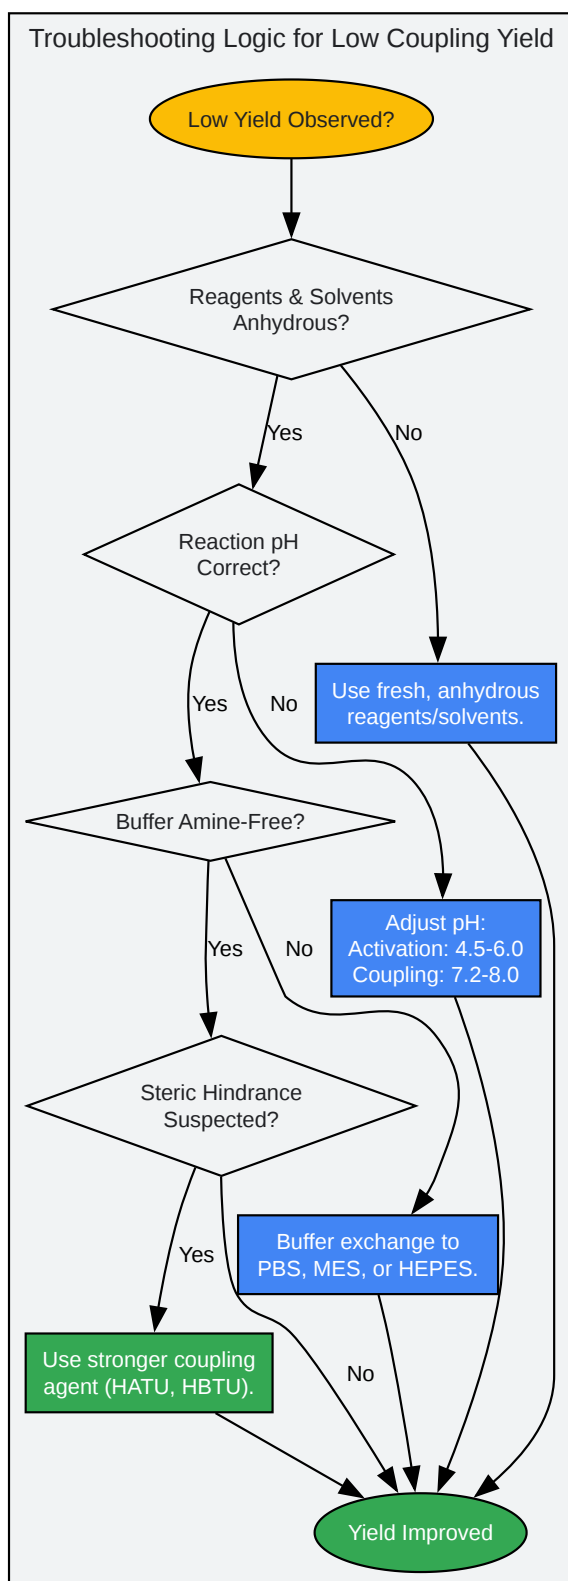 Troubleshooting Logic for Low Coupling Yield
Low Yield Observed?
Reagents & Solvents
Anhydrous?
Yes
No
Reaction pH
Correct?
Yes
No
Use fresh, anhydrous
reagents/solvents.
Buffer Amine-Free?
Yes
No
Adjust pH:
Activation: 4.5-6.0
Coupling: 7.2-8.0
Steric Hindrance
Suspected?
Yes
No
Buffer exchange to
PBS, MES, or HEPES.
Use stronger coupling
agent (HATU, HBTU).
Yield Improved